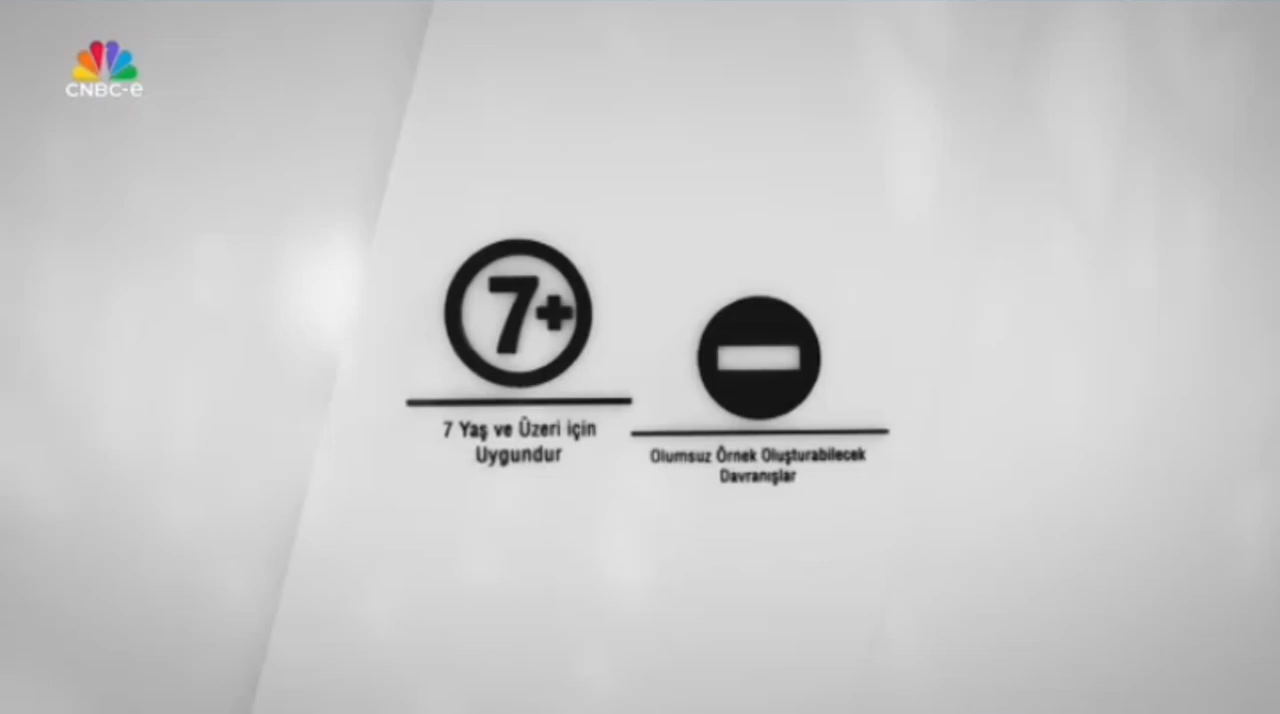 CNBC-e
7+
7 Yaş ve Üzeri için
Uygundur
Olumsuz Örnek Oluşturabilecek
Davranışlar